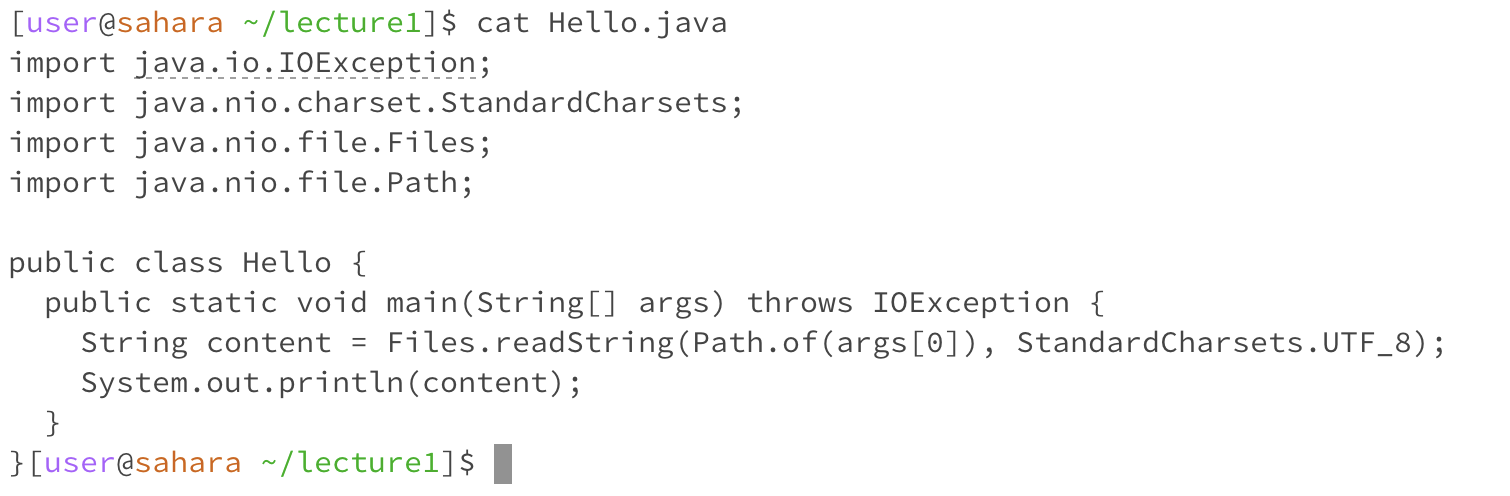 [user@sahara ~/lecture1]$ cat Hello.java
import java.io.IOException;
import java.nio.charset.StandardCharsets;
import java.nio.file.Files;
import java.nio.file.Path;

public class Hello {
  public static void main(String[] args) throws IOException {
    String content = Files.readString(Path.of(args[0]), StandardCharsets.UTF_8);
    System.out.println(content);
  }
}[user@sahara ~/lecture1]$